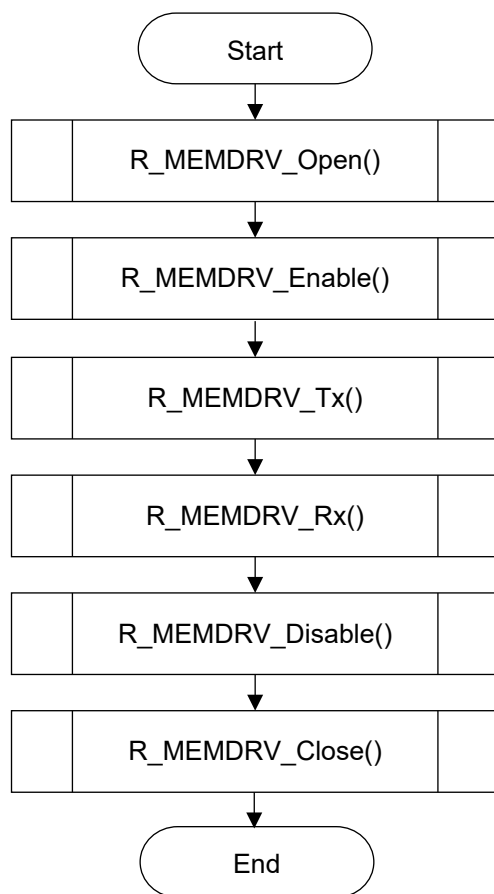 Start
R_MEMDRV_Open()
R_MEMDRV_Enable()
R_MEMDRV_Tx()
R_MEMDRV_Rx()
R_MEMDRV_Disable()
R_MEMDRV_Close()
End